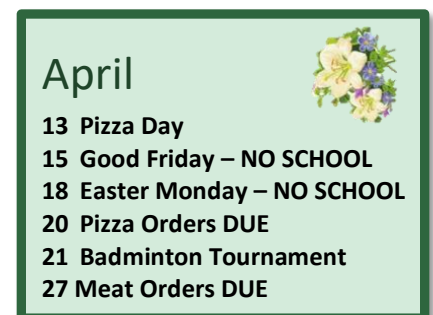 April
13 Pizza Day
15 Good Friday – NO SCHOOL
18 Easter Monday – NO SCHOOL
20 Pizza Orders DUE
21 Badminton Tournament
27 Meat Orders DUE